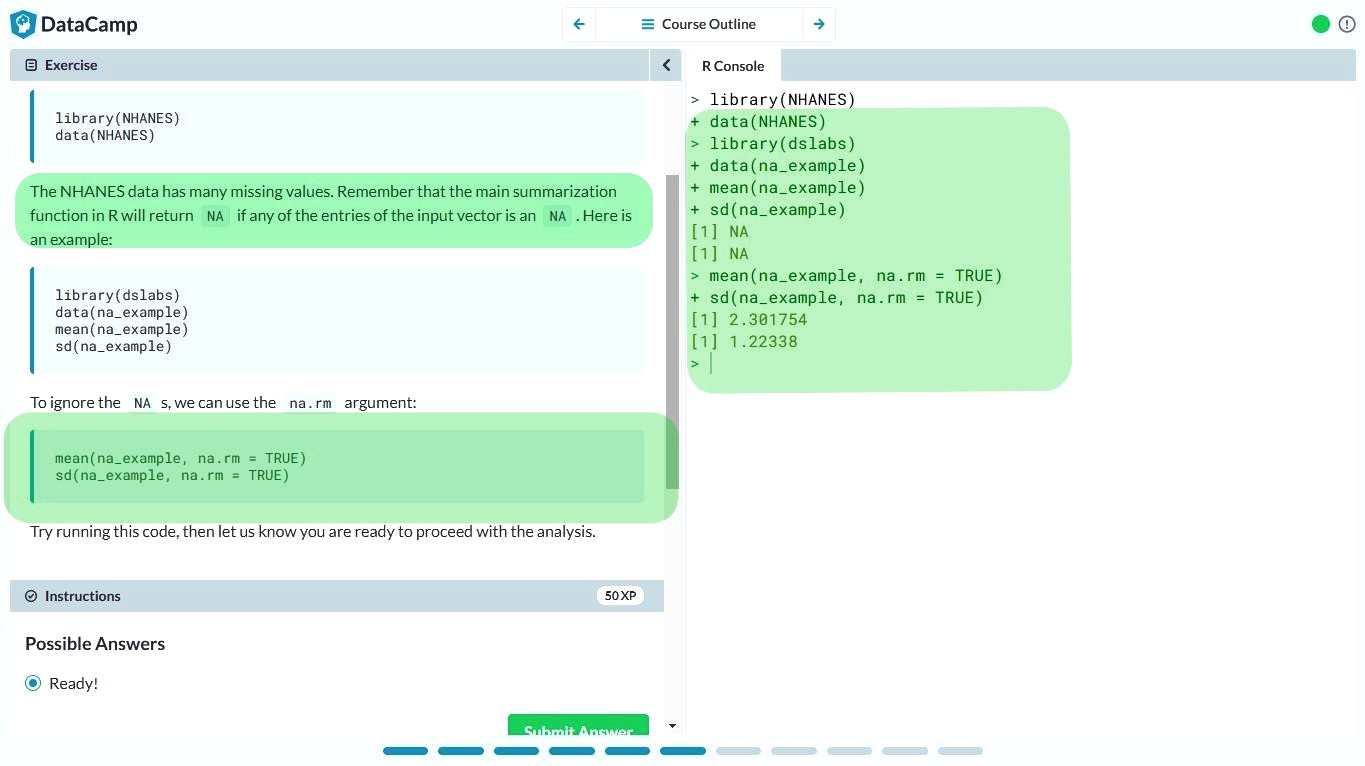 DataCamp
Course Outline
Exercise
library(NHANES)
data(NHANES)
The NHANES data has many missing values. Remember that the main summarization
function in R will return NA if any of the entries of the input vector is an NA . Here is
an example:
library(dslabs)
data(na_example)
mean(na_example)
sd(na_example)
To ignore the NA s, we can use the na.rm argument:
mean(na_example, na.rm = TRUE)
sd(na_example, na.rm = TRUE)
Try running this code, then let us know you are ready to proceed with the analysis.
Instructions
50 XP
Possible Answers
Ready!
Submit Answer
R Console
> library(NHANES)
+ data(NHANES)
> library(dslabs)
+ data(na_example)
+ mean(na_example)
+ sd(na_example)
[1] NA
[1] NA
> mean(na_example, na.rm = TRUE)
+ sd(na_example, na.rm = TRUE)
[1] 2.301754
[1] 1.22338
>